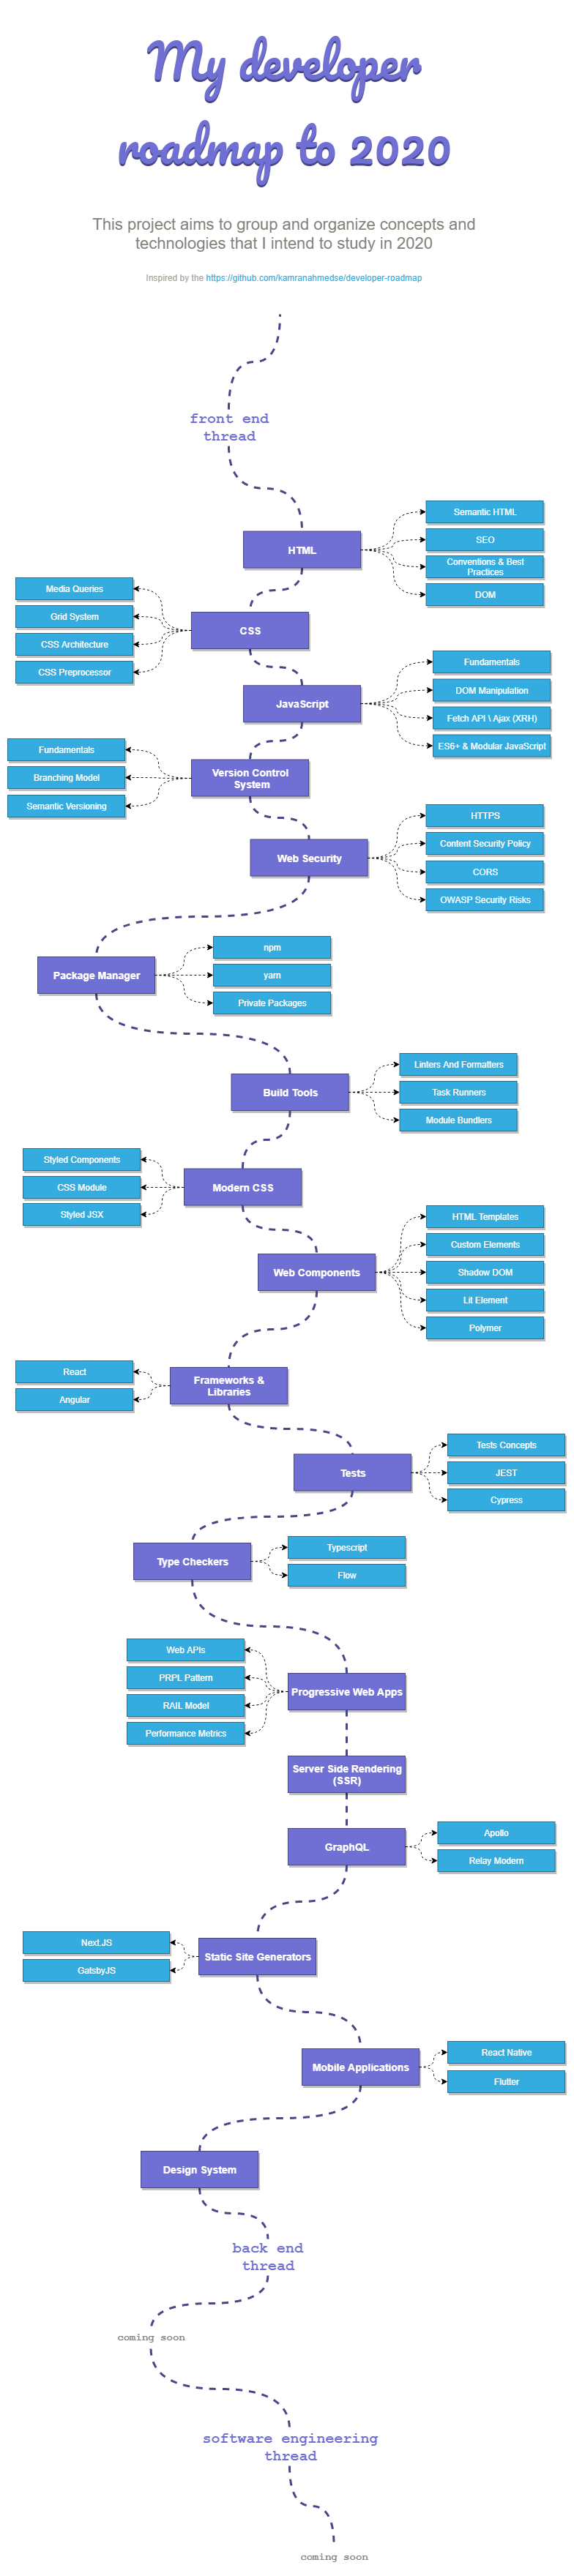 My developer
roadmap to 2020
This project aims to group and organize concepts and
technologies that I intend to study in 2020
Inspired by the https://github.com/kamranahmedse/developer-roadmap
front end
thread
HTML
Semantic HTML
SEO
Conventions & Best
Practices
DOM
CSS
Media Queries
Grid System
CSS Architecture
CSS Preprocessor
JavaScript
Fundamentals
DOM Manipulation
Fetch API \ Ajax (XRH)
ES6+ & Modular JavaScript
Version Control
System
Fundamentals
Branching Model
Semantic Versioning
Web Security
HTTPS
Content Security Policy
CORS
OWASP Security Risks
Package Manager
npm
yarn
Private Packages
Build Tools
Linters And Formatters
Task Runners
Module Bundlers
Modern CSS
Styled Components
CSS Module
Styled JSX
Web Components
HTML Templates
Custom Elements
Shadow DOM
Lit Element
Polymer
Frameworks &
Libraries
React
Angular
Tests
Tests Concepts
JEST
Cypress
Type Checkers
Typescript
Flow
Progressive Web Apps
Web APIs
PRPL Pattern
RAIL Model
Performance Metrics
Server Side Rendering
(SSR)
GraphQL
Apollo
Relay Modern
Static Site Generators
Next.JS
GatsbyJS
Mobile Applications
React Native
Flutter
Design System
back end
thread
coming soon
software engineering
thread
coming soon